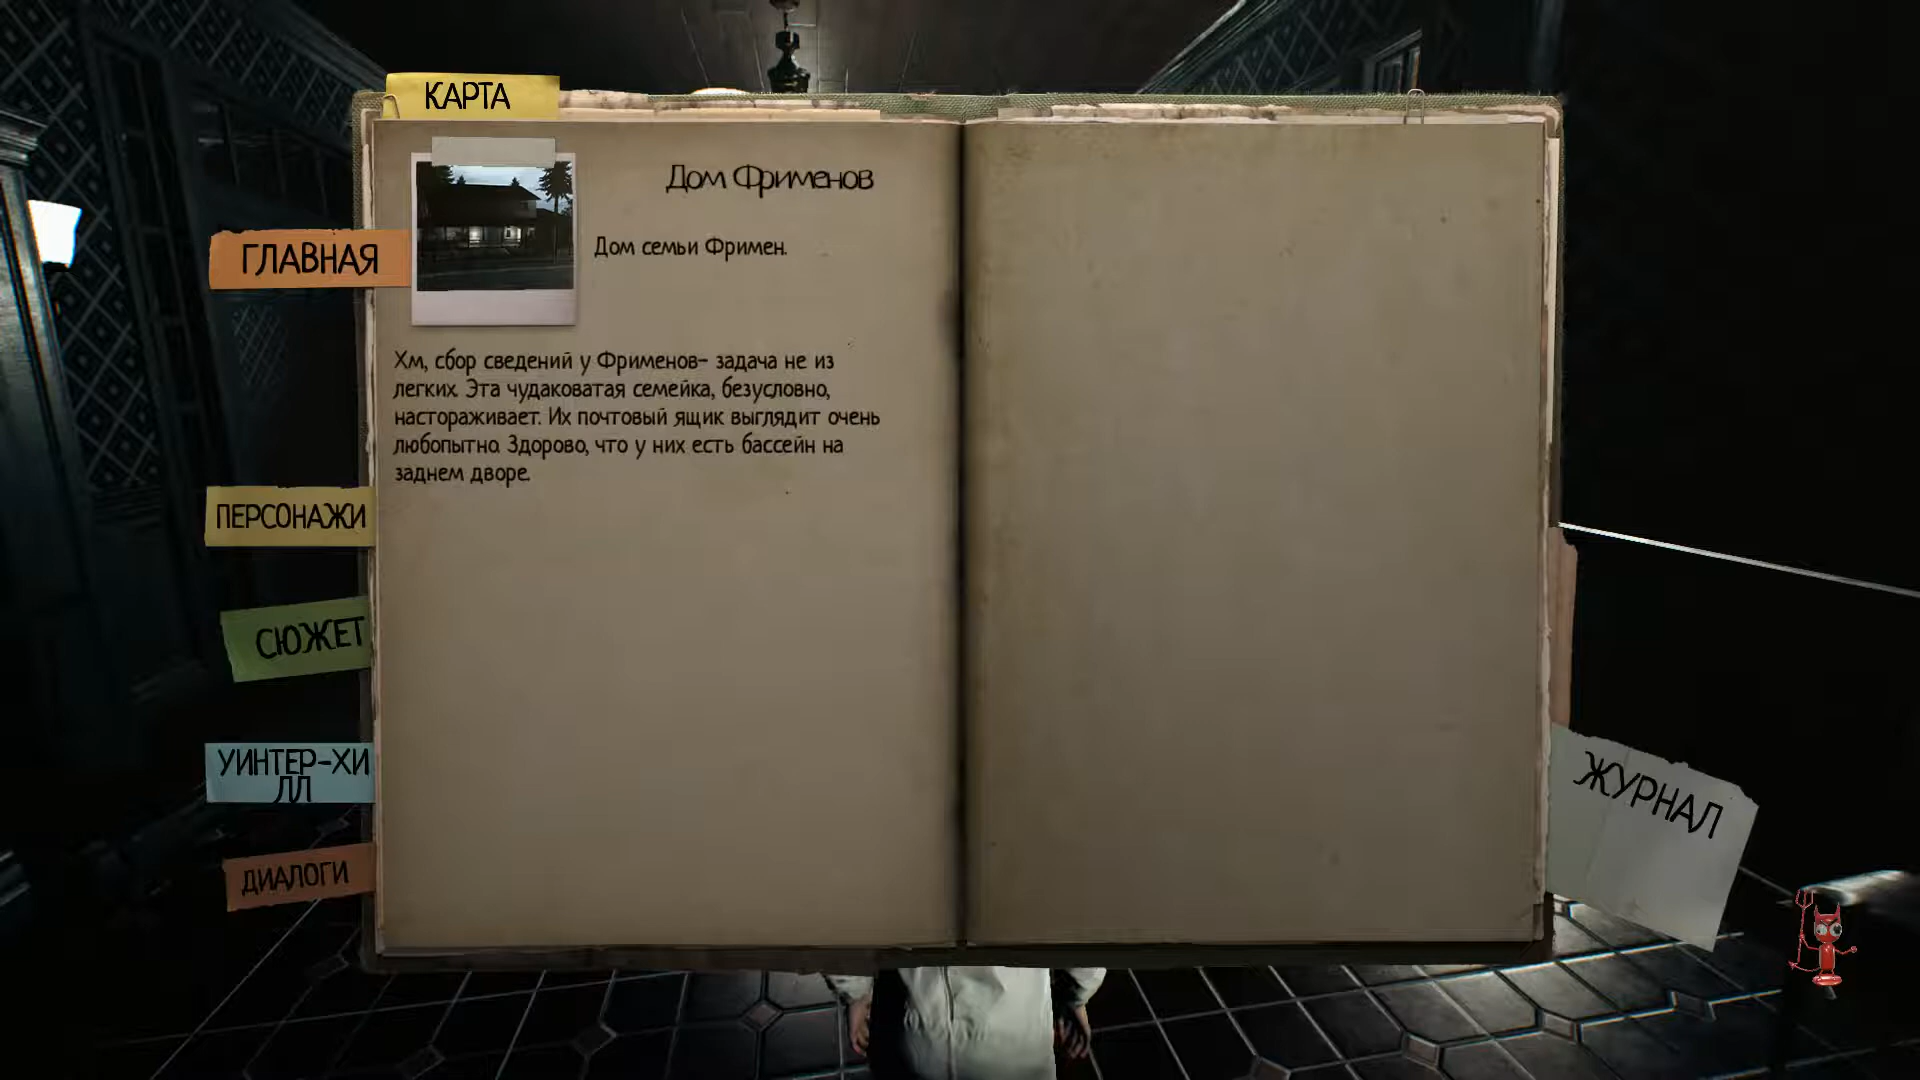 КАРТА
Дом Фрименов
Дом семьи Фримен.
ГЛАВНАЯ
Хм, сбор сведений у Фрименов- задача не из
легких. Эта чудаковатая семейка, безусловно,
настораживает. Их почтовый ящик выглядит очень
любопытно. Здорово, что у них есть бассейн на
заднем дворе.
ПЕРСОНАЖИ
СЮЖЕТ
УИНТЕР-ХИ
ЛЛ
ДИАЛОГИ
ЖУРНАЛ